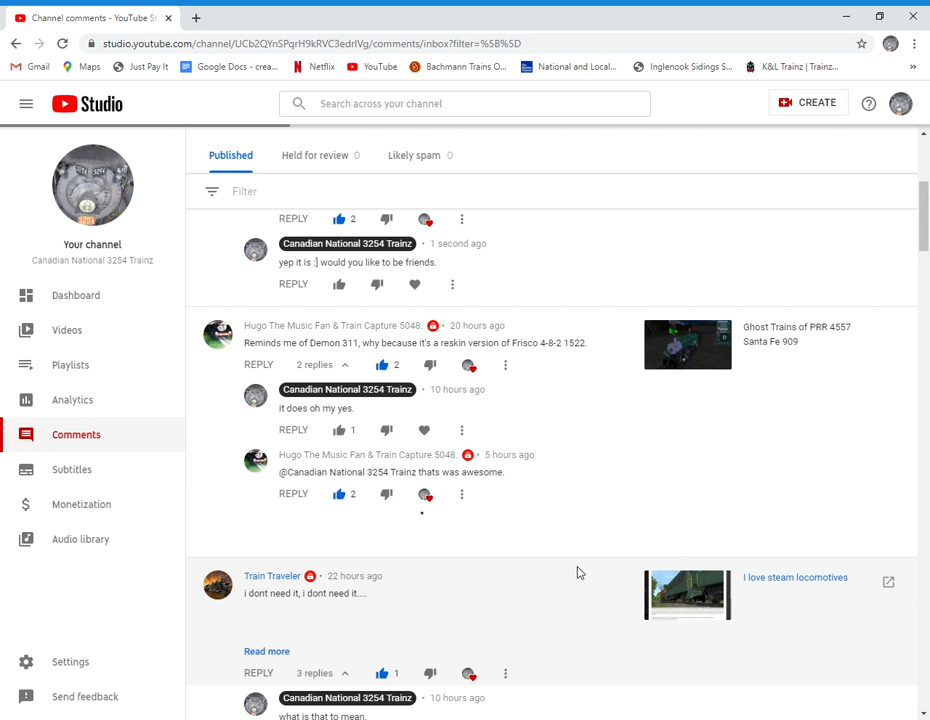 Channel comments - YouTube St
studio.youtube.com/channel/UCb2QYnSPqrH9kRVC3edrIVg/comments/inbox?filter=%5B%5D
Gmail Maps Just Pay It Google Docs - crea... Netflix YouTube Bachmann Trains O... National and Local... Inglenook Sidings S... K&L Trainz | Trainz... »
Studio Search across your channel CREATE
Published Held for review 0 Likely spam 0
Filter
REPLY 2
Your channel
Canadian National 3254 Trainz
Dashboard
Videos
Playlists
Analytics
Comments
Subtitles
Monetization
Audio library
Settings
Send feedback
Canadian National 3254 Trainz • 1 second ago
yep it is :] would you like to be friends.
REPLY
Hugo The Music Fan & Train Capture 5048. • 20 hours ago
Reminds me of Demon 311, why because it's a reskin version of Frisco 4-8-2 1522.
REPLY 2 replies 2
Ghost Trains of PRR 4557
Santa Fe 909
Canadian National 3254 Trainz • 10 hours ago
it does oh my yes.
REPLY 1
Hugo The Music Fan & Train Capture 5048. • 5 hours ago
@Canadian National 3254 Trainz thats was awesome.
REPLY 2
Train Traveler • 22 hours ago
i dont need it, i dont need it....
Read more
REPLY 3 replies 1
I love steam locomotives
Canadian National 3254 Trainz • 10 hours ago
what is that to mean.